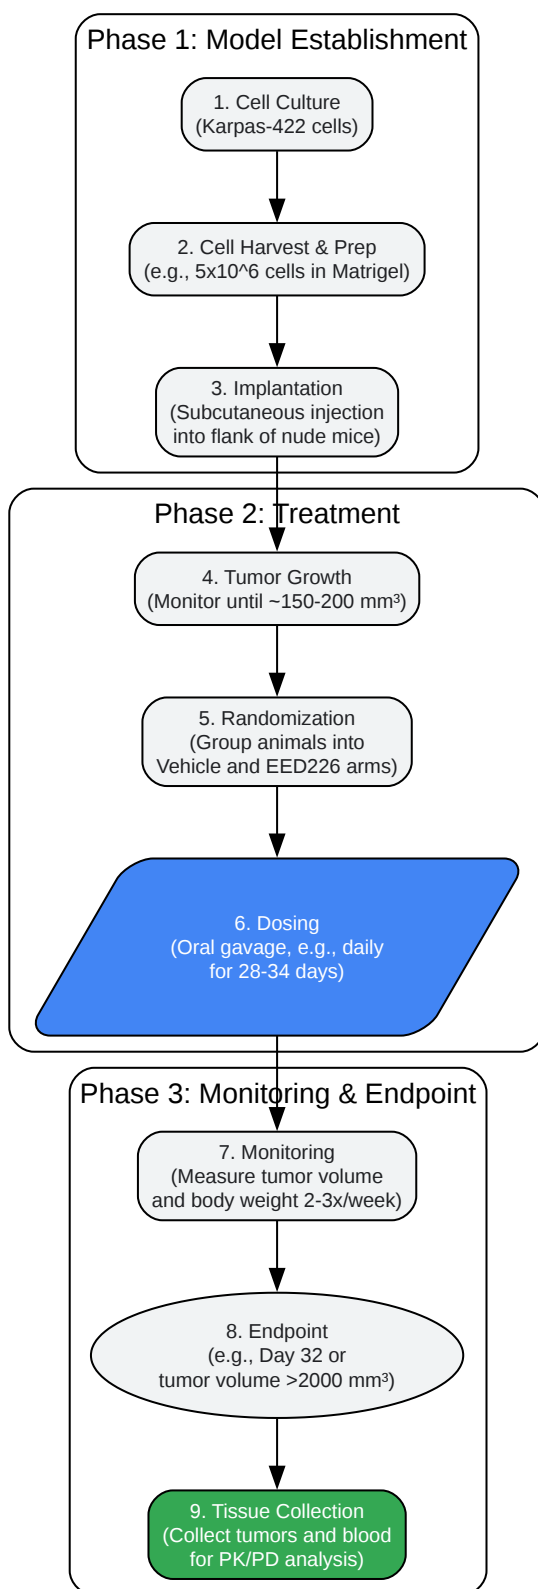 Phase 1: Model Establishment
1. Cell Culture
(Karpas-422 cells)
2. Cell Harvest & Prep
(e.g., 5x10^6 cells in Matrigel)
3. Implantation
(Subcutaneous injection
into flank of nude mice)
Phase 2: Treatment
4. Tumor Growth
(Monitor until ~150-200 mm³)
5. Randomization
(Group animals into
Vehicle and EED226 arms)
6. Dosing
(Oral gavage, e.g., daily
for 28-34 days)
Phase 3: Monitoring & Endpoint
7. Monitoring
(Measure tumor volume
and body weight 2-3x/week)
8. Endpoint
(e.g., Day 32 or
tumor volume >2000 mm³)
9. Tissue Collection
(Collect tumors and blood
for PK/PD analysis)